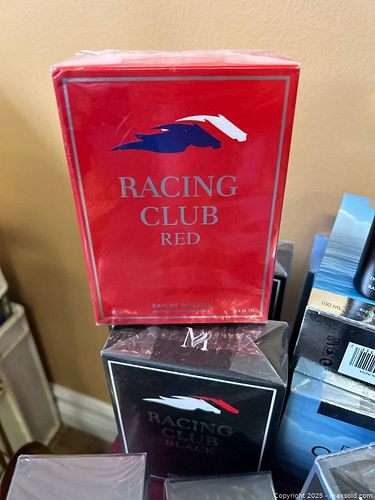 RACING
CLUB
RED
EAU DE TOILETTE
RACING
CLUB
BLACK
100 ML
Copyright © 2025 - maxsold.com